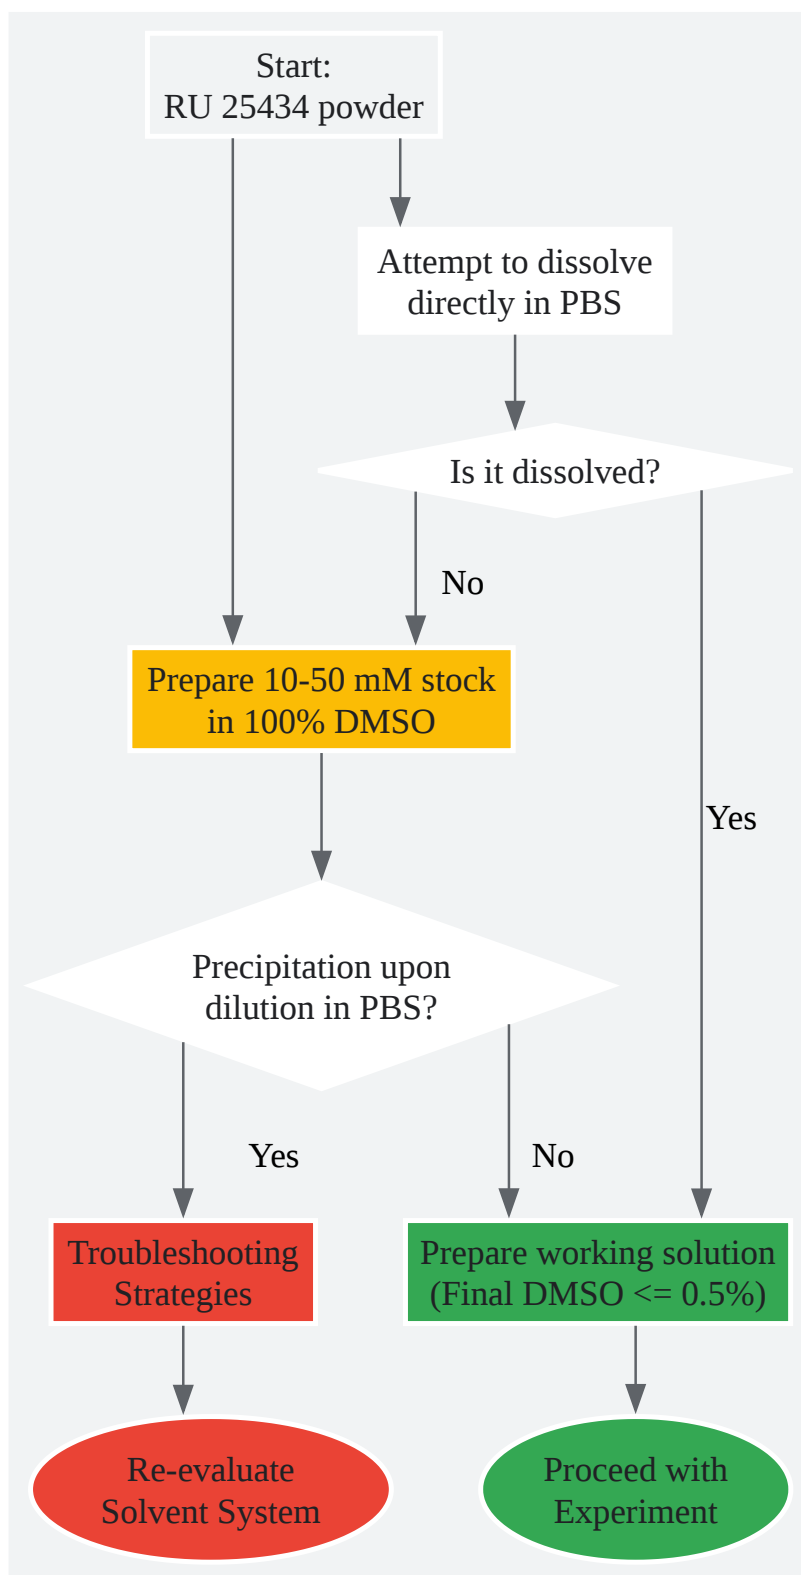 Start:
RU 25434 powder
Attempt to dissolve
directly in PBS
Is it dissolved?
No
Prepare 10-50 mM stock
in 100% DMSO
Yes
Precipitation upon
dilution in PBS?
Yes
No
Troubleshooting
Strategies
Prepare working solution
(Final DMSO <= 0.5%)
Re-evaluate
Solvent System
Proceed with
Experiment